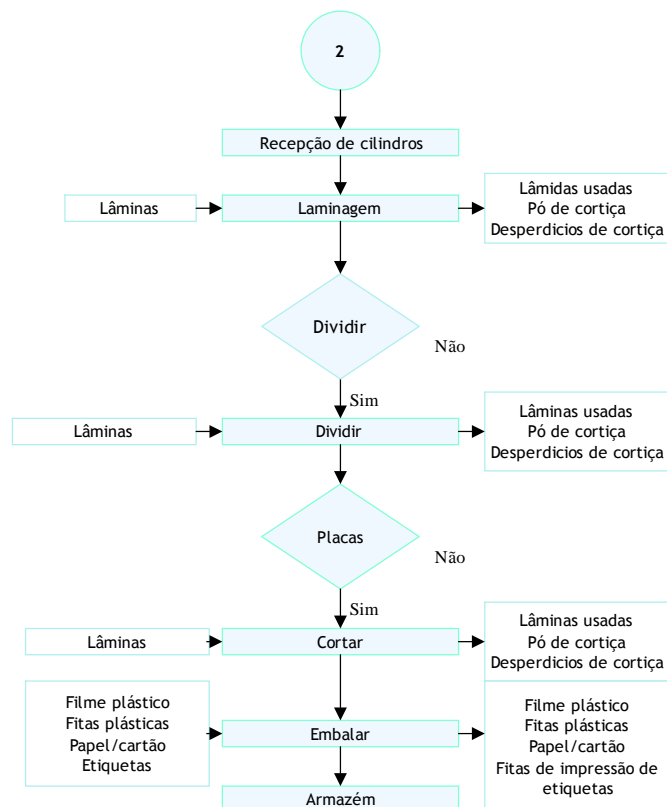 2
Recepção de cilindros
Lâminas
Laminagem
Lâmidas usadas
Pó de cortiça
Desperdicios de cortiça
Dividir
Não
Sim
Lâminas
Dividir
Lâminas usadas
Pó de cortiça
Desperdicios de cortiça
Placas
Não
Sim
Lâminas
Cortar
Lâminas usadas
Pó de cortiça
Desperdicios de cortiça
Filme plástico
Fitas plásticas
Papel/cartão
Etiquetas
Embalar
Filme plástico
Fitas plásticas
Papel/cartão
Fitas de impressão de
etiquetas
Armazém